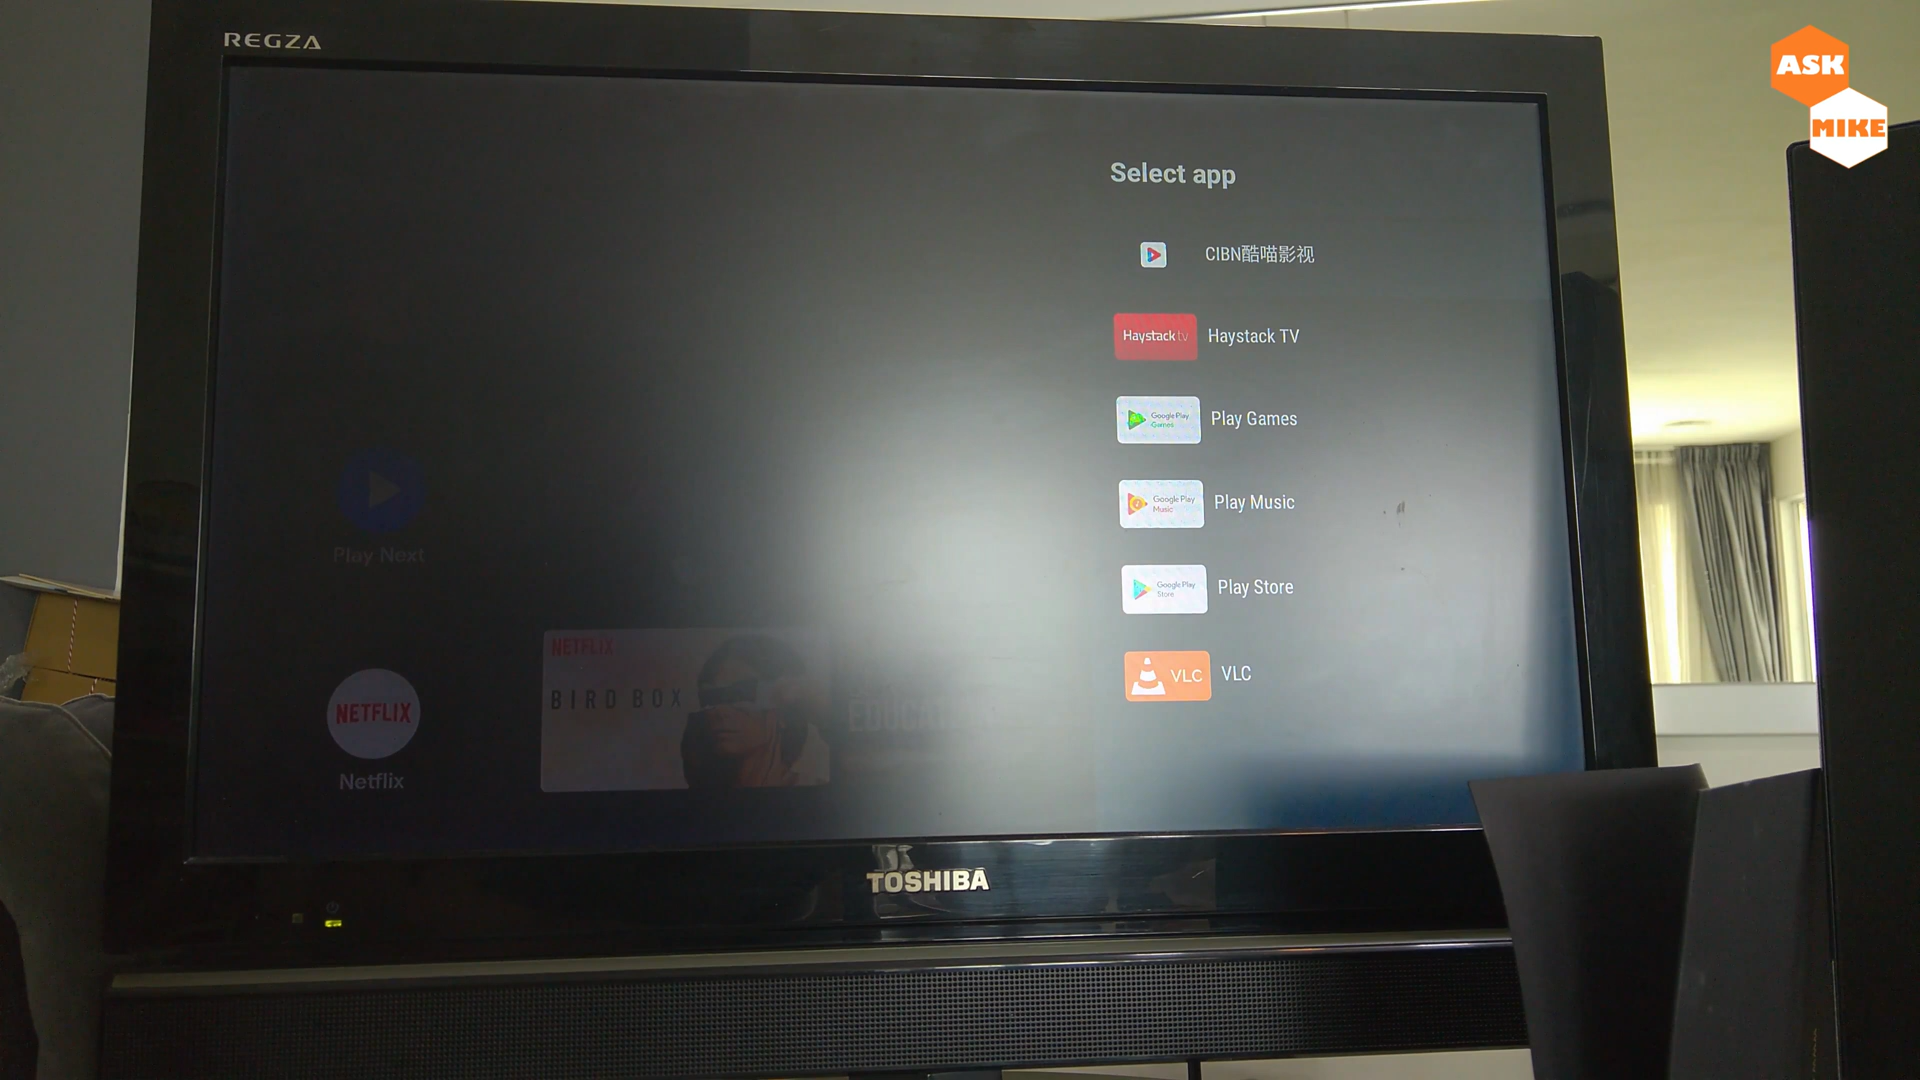 REGZA
ASK
MIKE
Select app
CIBN酷喵影视
Haystack tv
Haystack TV
Google Play
Games
Play Games
Google Play
Music
Play Music
Google Play
Store
Play Store
VLC
VLC
Play Next
NETFLIX
BIRD BOX
NETFLIX
Netflix
TOSHIBA